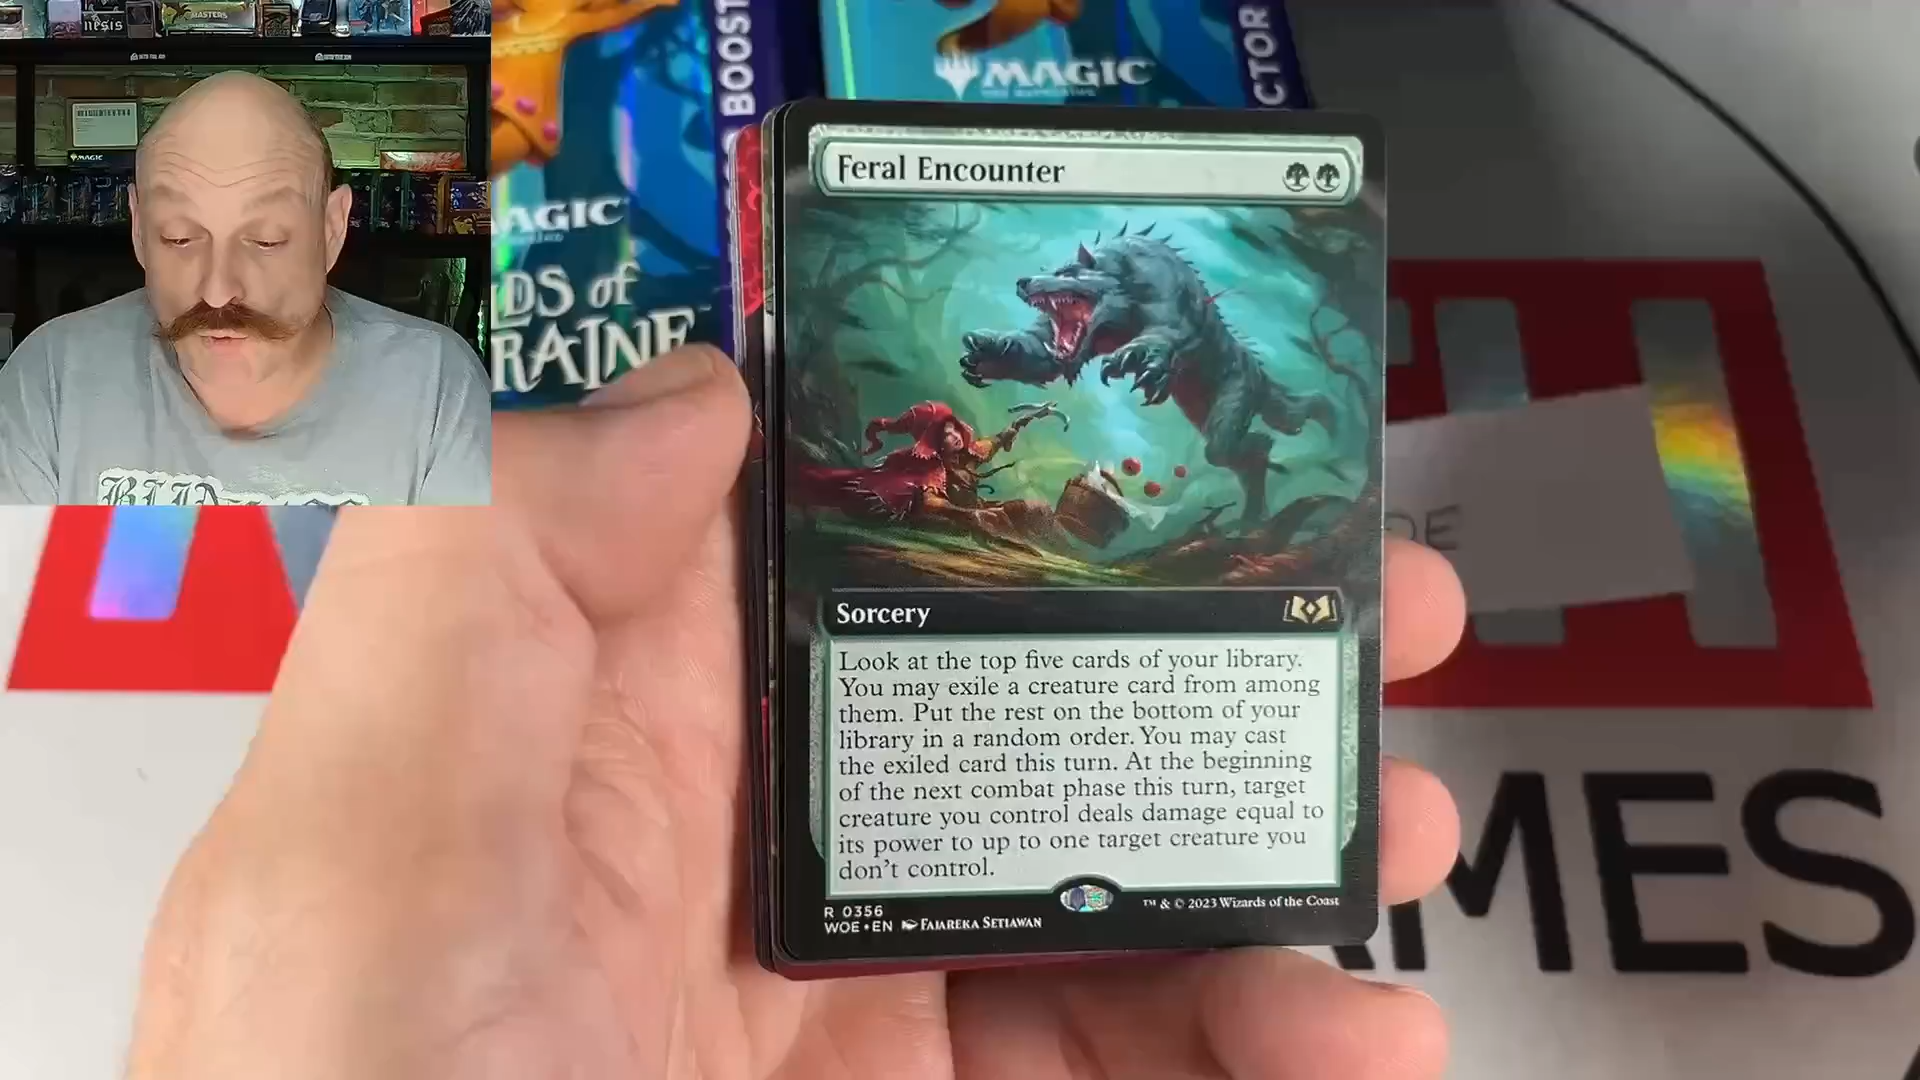 nesis
MASTERS
MAGIC
BOOST
MAGIC
CTOR
AGIC
DS of
RAINE
Feral Encounter
Sorcery
Look at the top five cards of your library.
You may exile a creature card from among
them. Put the rest on the bottom of your
library in a random order. You may cast
the exiled card this turn. At the beginning
of the next combat phase this turn, target
creature you control deals damage equal to
its power to up to one target creature you
don't control.
R 0356
WOE • EN FAJAREKA SETIAWAN
™ & © 2023 Wizards of the Coast
DE
MES